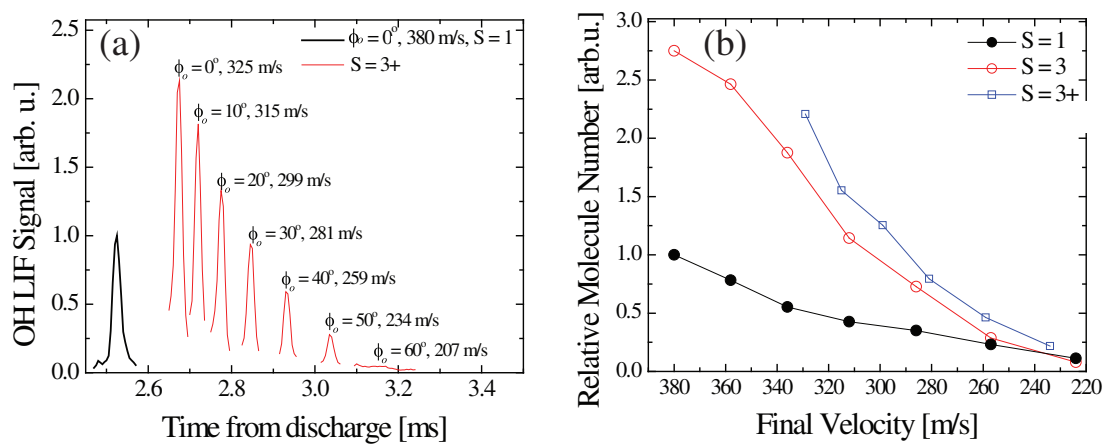 (a)
ϕₒ = 0°, 380 m/s, S = 1
S = 3+
ϕₒ = 0°, 325 m/s
ϕₒ = 10°, 315 m/s
ϕₒ = 20°, 299 m/s
ϕₒ = 30°, 281 m/s
ϕₒ = 40°, 259 m/s
ϕₒ = 50°, 234 m/s
ϕₒ = 60°, 207 m/s
OH LIF Signal [arb. u.]
2.5
2.0
1.5
1.0
0.5
0.0
2.6 2.8 3.0 3.2 3.4
Time from discharge [ms]
(b)
S = 1
S = 3
S = 3+
Relative Molecule Number [arb.u.]
3.0
2.5
2.0
1.5
1.0
0.5
0.0
380 360 340 320 300 280 260 240 220
Final Velocity [m/s]